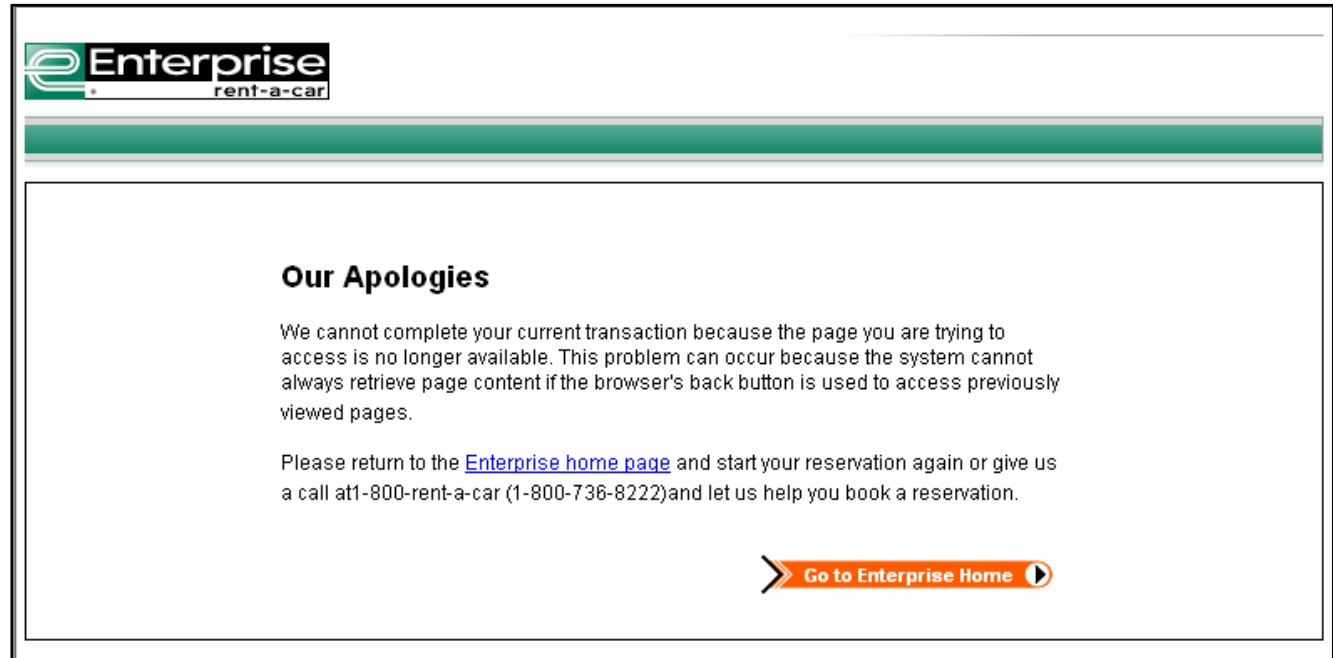 Enterprise
rent-a-car
Our Apologies
We cannot complete your current transaction because the page you are trying to
access is no longer available. This problem can occur because the system cannot
always retrieve page content if the browser's back button is used to access previously
viewed pages.
Please return to the Enterprise home page and start your reservation again or give us
a call at1-800-rent-a-car (1-800-736-8222)and let us help you book a reservation.
Go to Enterprise Home